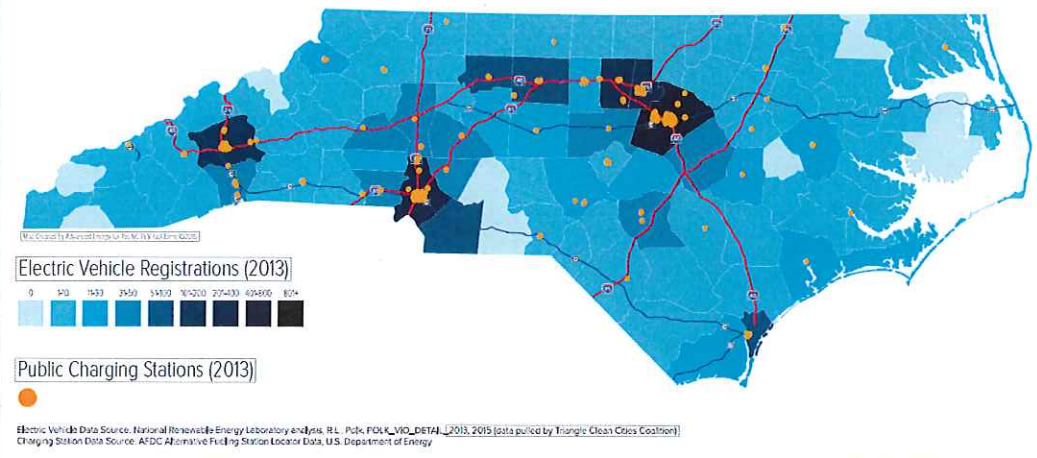 Electric Vehicle Registrations (2013)
0 1-10 11-30 31-50 51-100 101-200 201-400 401-800 801+
Public Charging Stations (2013)
Electric Vehicle Data Source: National Renewable Energy Laboratory analysis, R.L. Polk, POLK_VIO_DETAIL_2013, 2015 (data pulled by Triangle Clean Cities Coalition)
Charging Station Data Source: AFDC Alternative Fueling Station Locator Data, U.S. Department of Energy